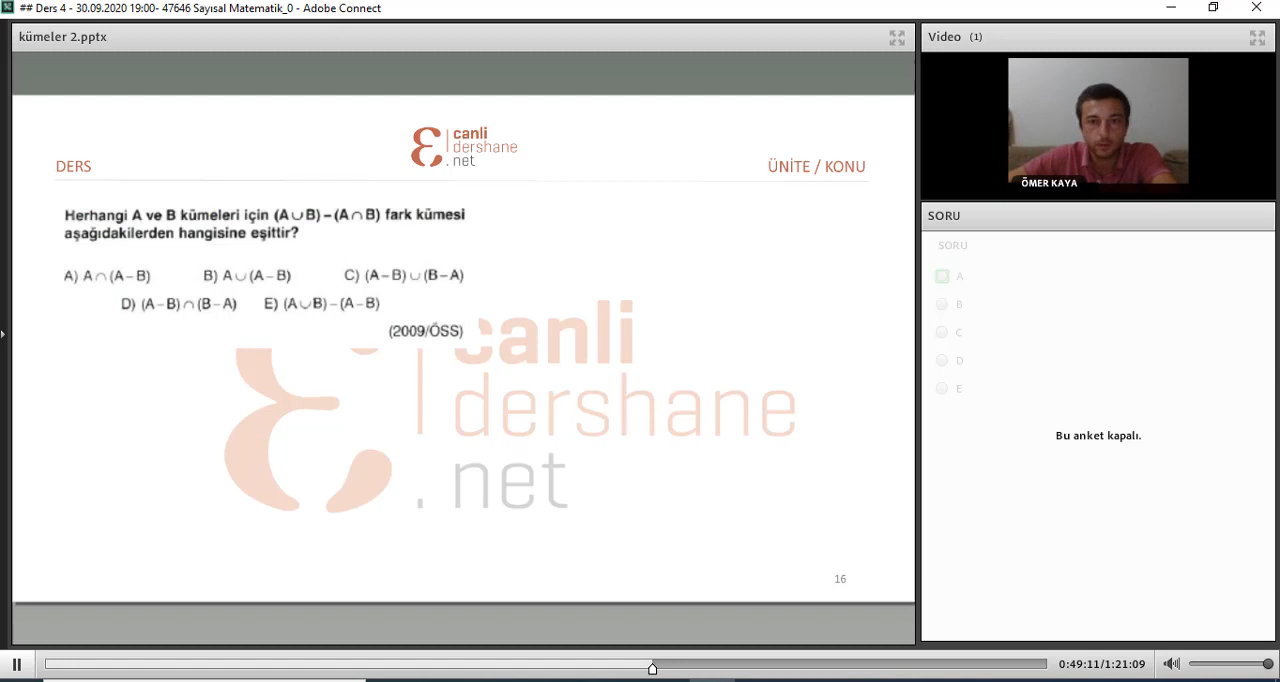 ## Ders 4 - 30.09.2020 19:00- 47646 Sayısal Matematik_0 - Adobe Connect
kümeler 2.pptx
canli
dershane
.net
DERS
ÜNİTE / KONU
Herhangi A ve B kümeleri için (A∪B) – (A∩B) fark kümesi
aşağıdakilerden hangisine eşittir?
A) A∩(A–B) B) A∪(A–B) C) (A–B)∪(B–A)
D) (A–B)∩(B–A) E) (A∪B)–(A–B)
(2009/ÖSS)
canli
dershane
.net
16
Video (1)
ÖMER KAYA
SORU
SORU
A
B
C
D
E
Bu anket kapalı.
0:49:11/1:21:09